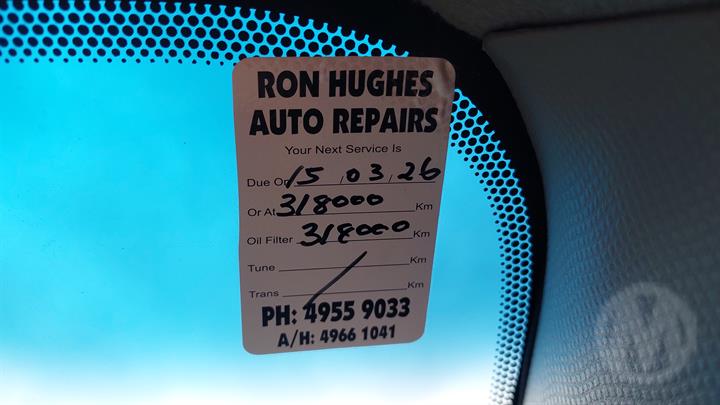 RON HUGHES
AUTO REPAIRS
Your Next Service Is
Due On 15/03/26
Or At 318000 Km
Oil Filter 318000 Km
Tune Km
Trans Km
PH: 4955 9033
A/H: 4966 1041
M